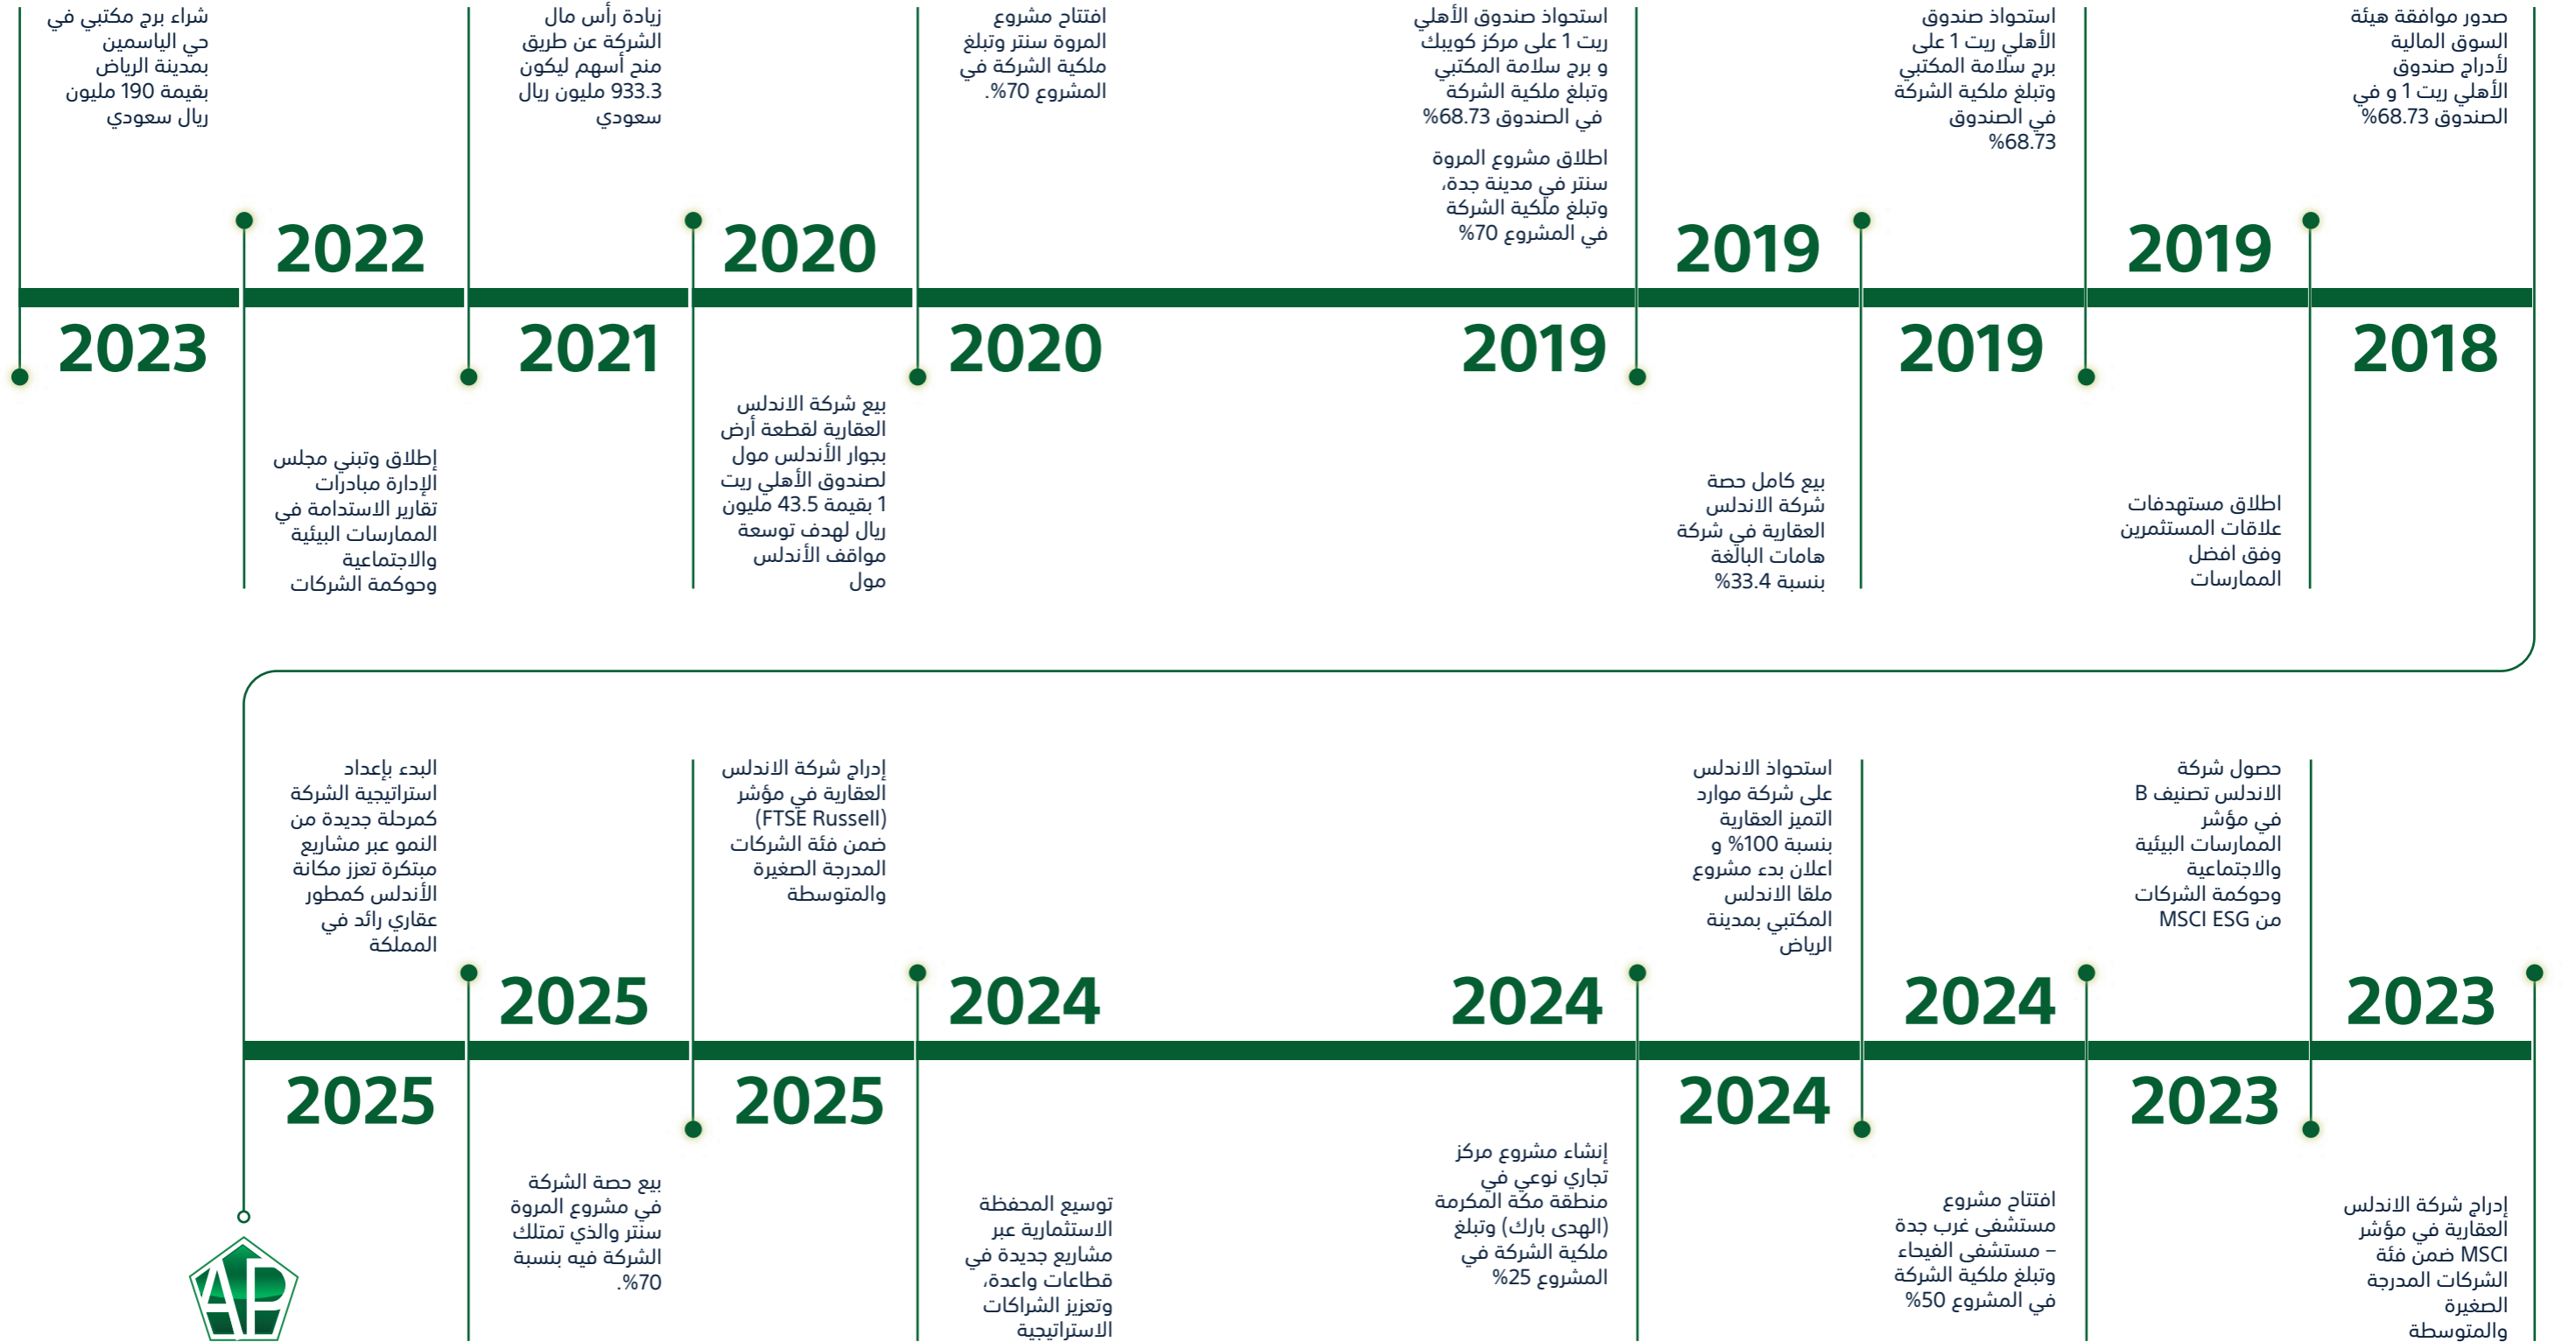 صدور موافقة هيئة
السوق المالية
لأدراج صندوق
الأهلي ريت 1 و في
الصندوق 68.73%
2018
2019
اطلاق مستهدفات
علاقات المستثمرين
وفق افضل
الممارسات
استحواذ صندوق
الأهلي ريت 1 على
برج سلامة المكتبي
وتبلغ ملكية الشركة
في الصندوق
68.73%
2019
2019
بيع كامل حصة
شركة الاندلس
العقارية في شركة
هامات البالغة
بنسبة 33.4%
استحواذ صندوق الأهلي
ريت 1 على مركز كويبك
و برج سلامة المكتبي
وتبلغ ملكية الشركة
في الصندوق 68.73%
اطلاق مشروع المروة
سنتر في مدينة جدة،
وتبلغ ملكية الشركة
في المشروع 70%
2019
افتتاح مشروع
المروة سنتر وتبلغ
ملكية الشركة في
المشروع 70%.
2020
2020
بيع شركة الاندلس
العقارية لقطعة أرض
بجوار الأندلس مول
لصندوق الأهلي ريت
1 بقيمة 43.5 مليون
ريال لهدف توسعة
مواقف الأندلس
مول
زيادة رأس مال
الشركة عن طريق
منح أسهم ليكون
933.3 مليون ريال
سعودي
2021
2022
إطلاق وتبني مجلس
الإدارة مبادرات
تقارير الاستدامة في
الممارسات البيئية
والاجتماعية
وحوكمة الشركات
شراء برج مكتبي في
حي الياسمين
بمدينة الرياض
بقيمة 190 مليون
ريال سعودي
2023
2023
إدراج شركة الاندلس
العقارية في مؤشر
MSCI ضمن فئة
الشركات المدرجة
الصغيرة
والمتوسطة
حصول شركة
الاندلس تصنيف B
في مؤشر
الممارسات البيئية
والاجتماعية
وحوكمة الشركات
من MSCI ESG
2023
2024
افتتاح مشروع
مستشفى غرب جدة
– مستشفى الفيحاء
وتبلغ ملكية الشركة
في المشروع 50%
استحواذ الاندلس
على شركة موارد
التميز العقارية
بنسبة 100% و
اعلان بدء مشروع
ملقا الاندلس
المكتبي بمدينة
الرياض
2024
2024
إنشاء مشروع مركز
تجاري نوعي في
منطقة مكة المكرمة
(الهدى بارك) وتبلغ
ملكية الشركة في
المشروع 25%
2024
توسيع المحفظة
الاستثمارية عبر
مشاريع جديدة في
قطاعات واعدة،
وتعزيز الشراكات
الاستراتيجية
إدراج شركة الاندلس
العقارية في مؤشر
(FTSE Russell)
ضمن فئة الشركات
المدرجة الصغيرة
والمتوسطة
2025
2025
بيع حصة الشركة
في مشروع المروة
سنتر والذي تمتلك
الشركة فيه بنسبة
70%.
البدء بإعداد
استراتيجية الشركة
كمرحلة جديدة من
النمو عبر مشاريع
مبتكرة تعزز مكانة
الأندلس كمطور
عقاري رائد في
المملكة
2025
AP